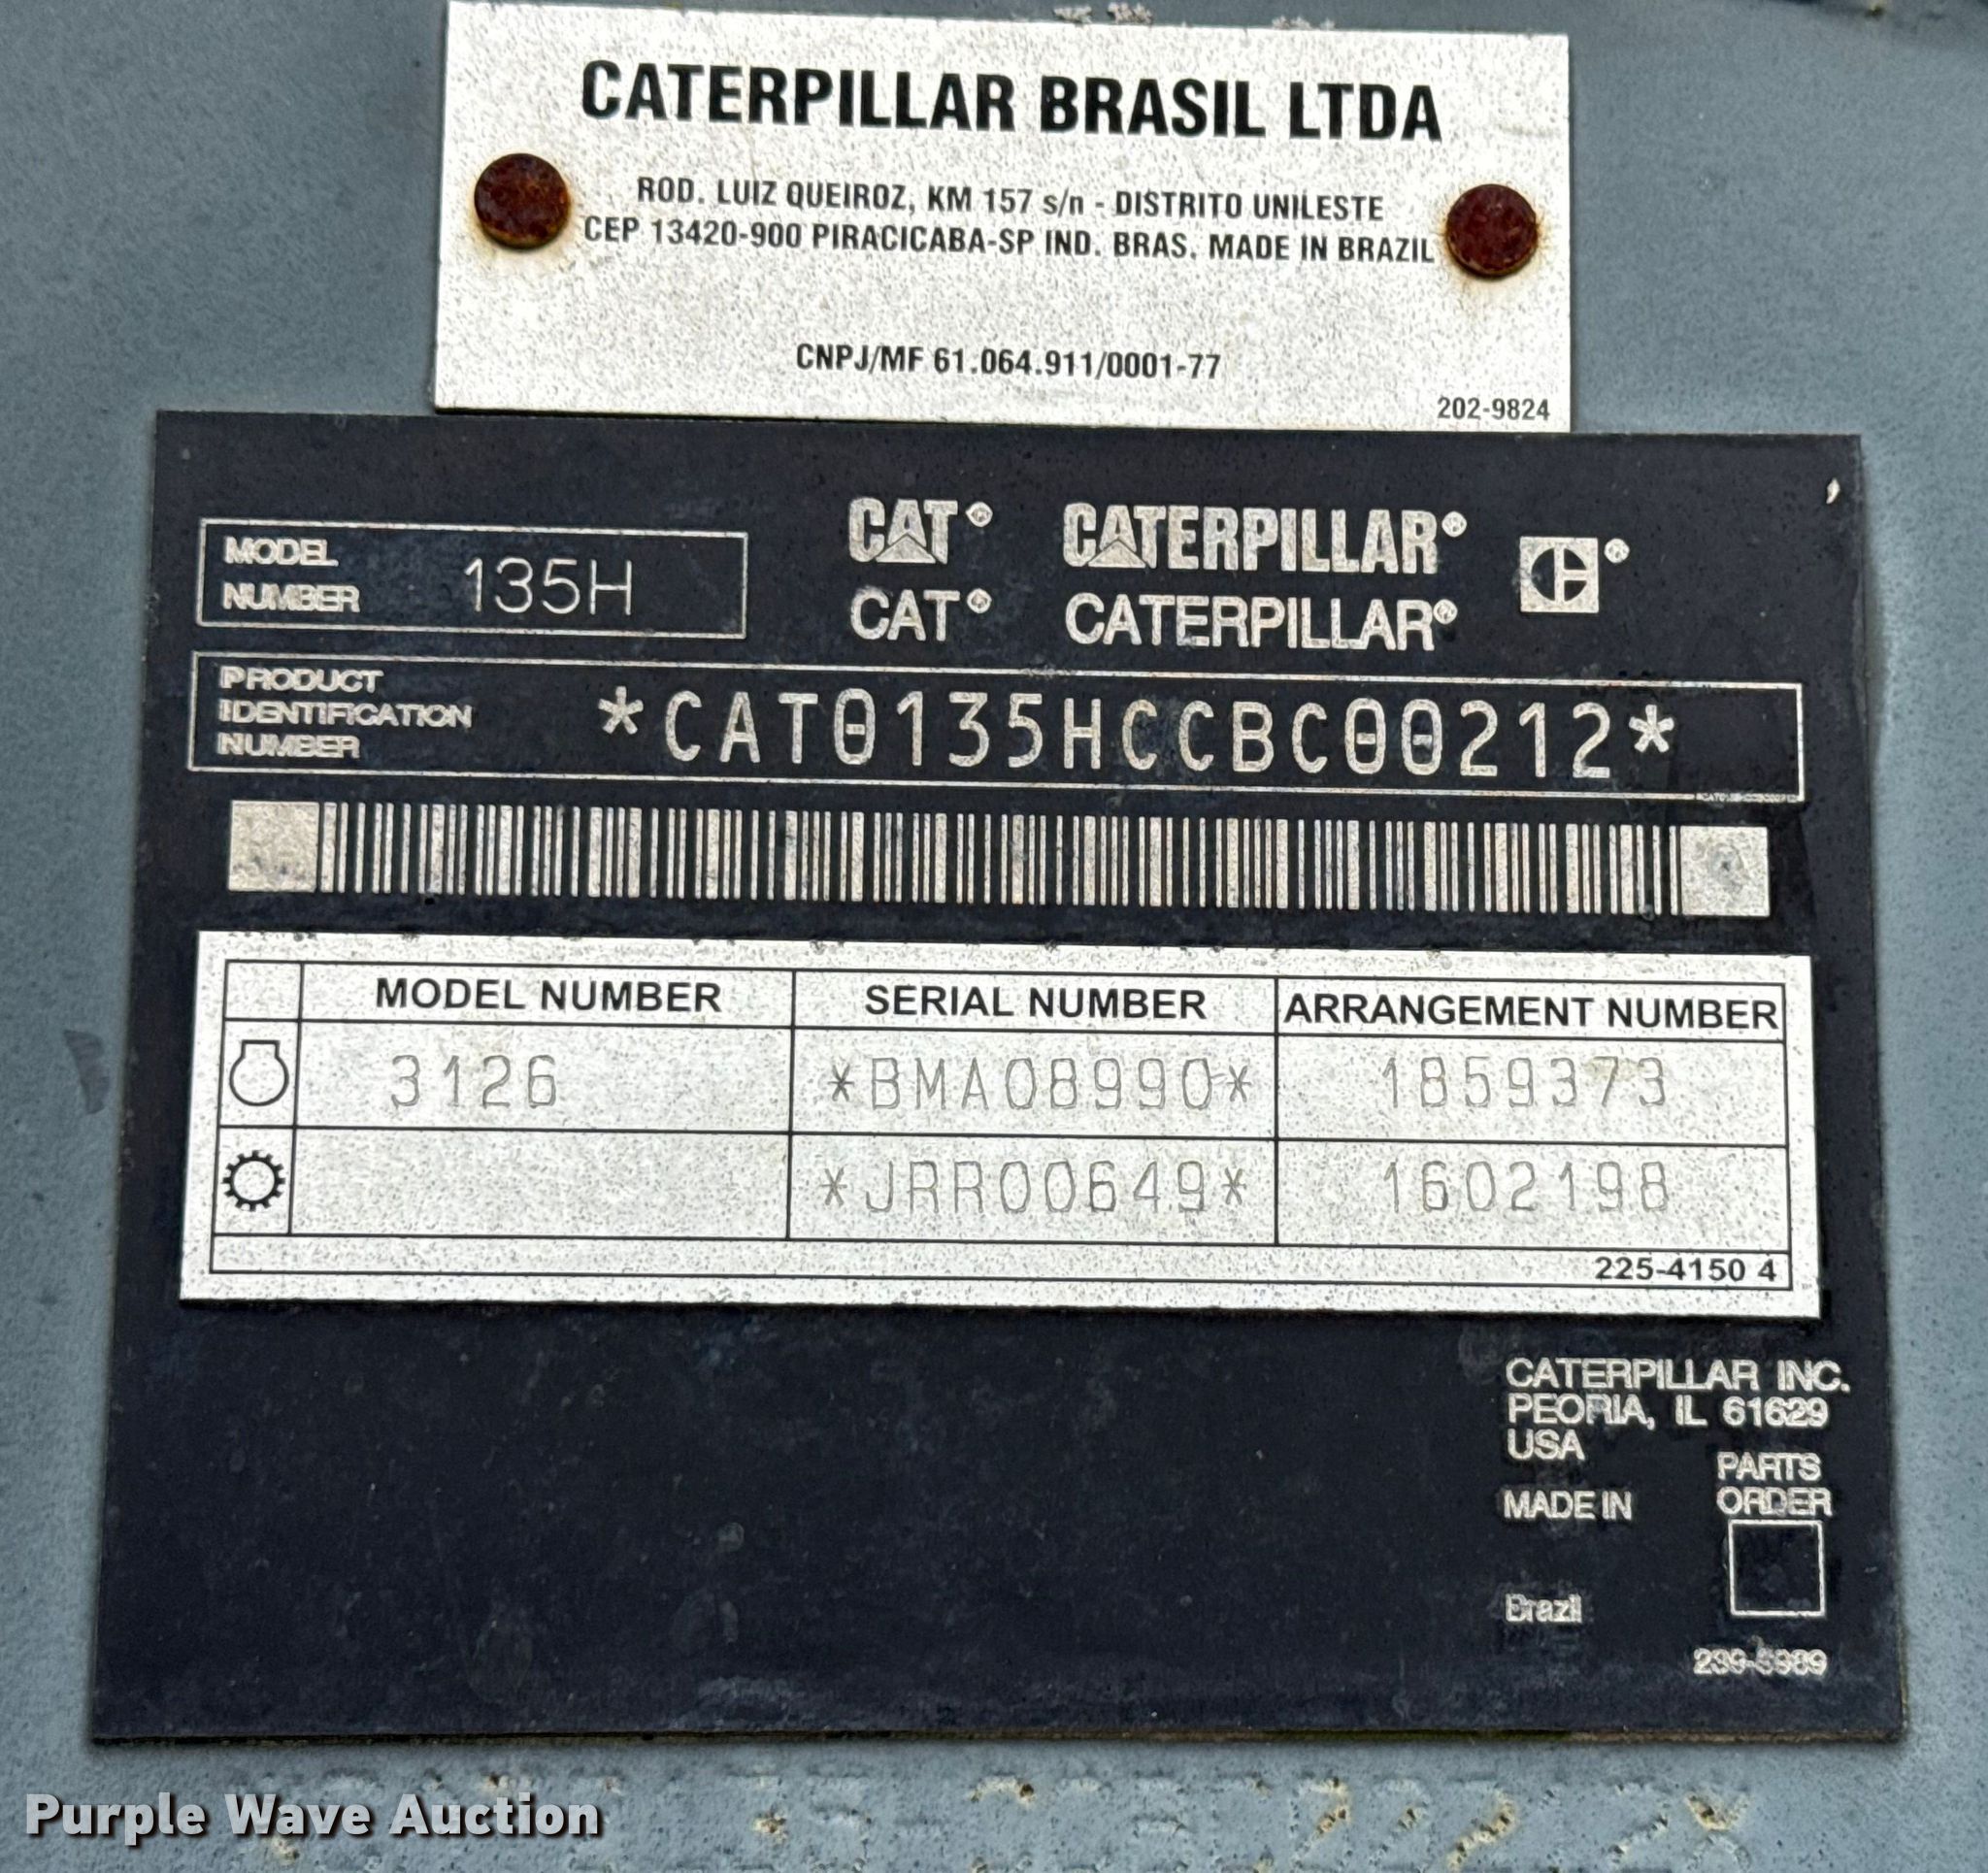 CATERPILLAR BRASIL LTDA
ROD. LUIZ QUEIROZ, KM 157 s/n - DISTRITO UNILESTE
CEP 13420-900 PIRACICABA-SP IND. BRAS. MADE IN BRAZIL
CNPJ/MF 61.064.911/0001-77
202-9824
MODEL NUMBER 135H
CAT® CATERPILLAR® ®
CAT® CATERPILLAR®
PRODUCT IDENTIFICATION NUMBER *CAT0135HCCBC00212*
MODEL NUMBER SERIAL NUMBER ARRANGEMENT NUMBER
3126 *BMA08990* 1859373
*JRR00649* 1602198
225-4150 4
CATERPILLAR INC.
PEORIA, IL 61629
USA
PARTS
MADE IN ORDER
Brazil
Purple Wave Auction